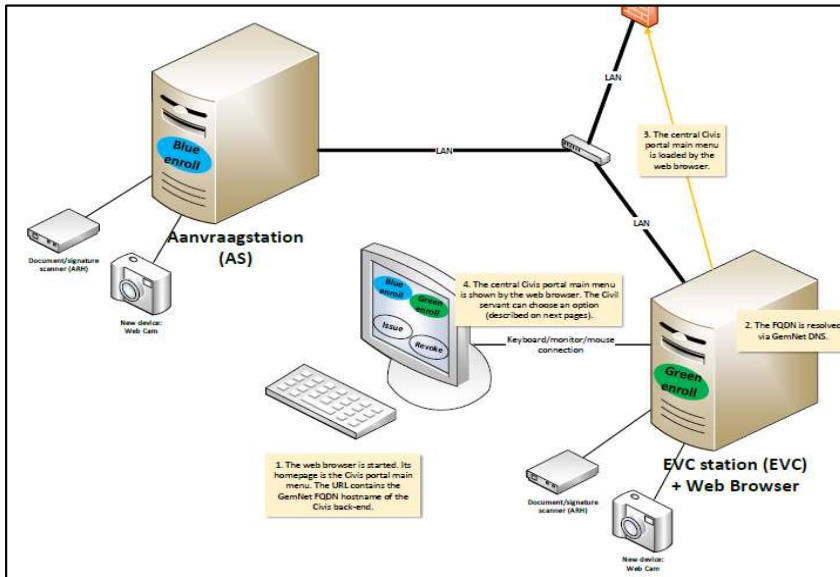 LAN
Blue
enroll
LAN
3. The central Civis
portal main menu
is loaded by the
web browser.
LAN
Document/signature
scanner (ARH)
Aanvraagstation
(AS)
New device:
Web Cam
Blue
enroll
Green
enroll
Issue
Revoke
4. The central Civis portal main menu
is shown by the web browser. The Civil
servant can choose an option
(described on next pages).
Keyboard/monitor/mouse
connection
2. The FQDN is resolved
via GemNet DNS.
Green
enroll
1. The web browser is started. Its
homepage is the Civis portal main
menu. The URL contains the
GemNet FQDN hostname of the
Civis back-end.
EVC station (EVC)
+ Web Browser
Document/signature
scanner (ARH)
New device:
Web Cam